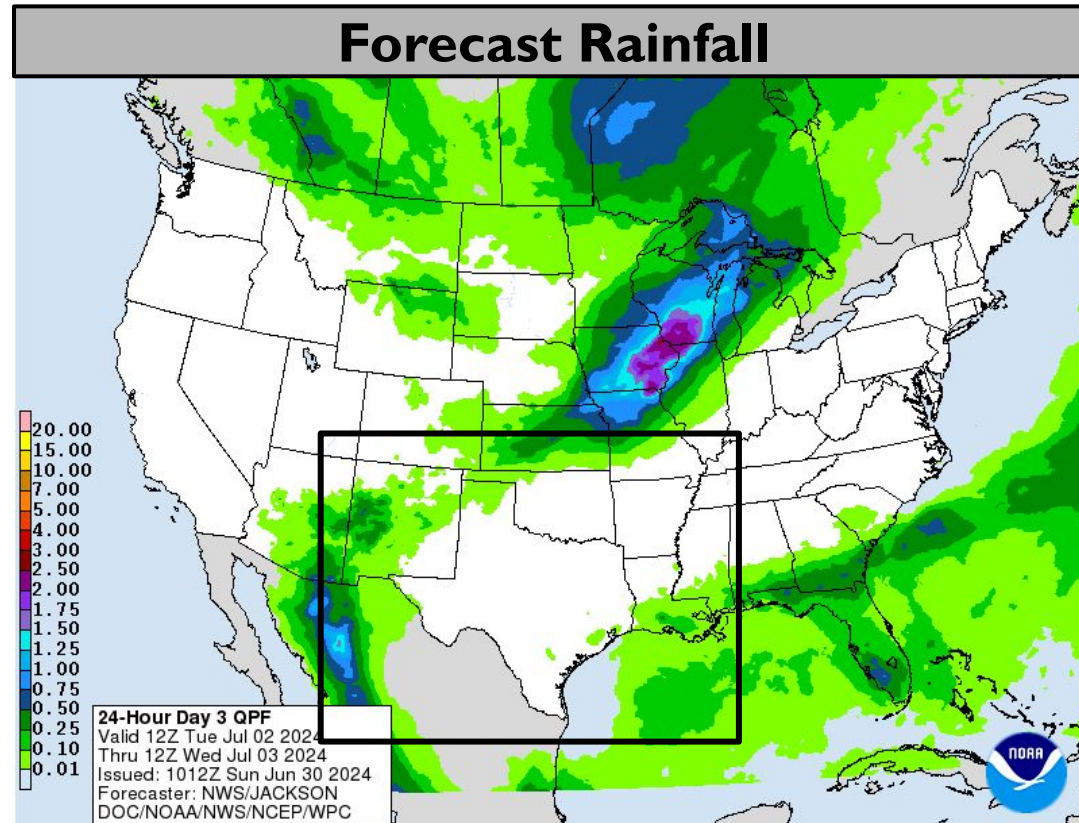 Forecast Rainfall
20.00
15.00
10.00
7.00
5.00
4.00
3.00
2.50
2.00
1.75
1.50
1.25
1.00
0.75
0.50
0.25
0.10
0.01
24-Hour Day 3 QPF
Valid 12Z Tue Jul 02 2024
Thru 12Z Wed Jul 03 2024
Issued: 1012Z Sun Jun 30 2024
Forecaster: NWS/JACKSON
DOC/NOAA/NWS/NCEP/WPC
NOAA